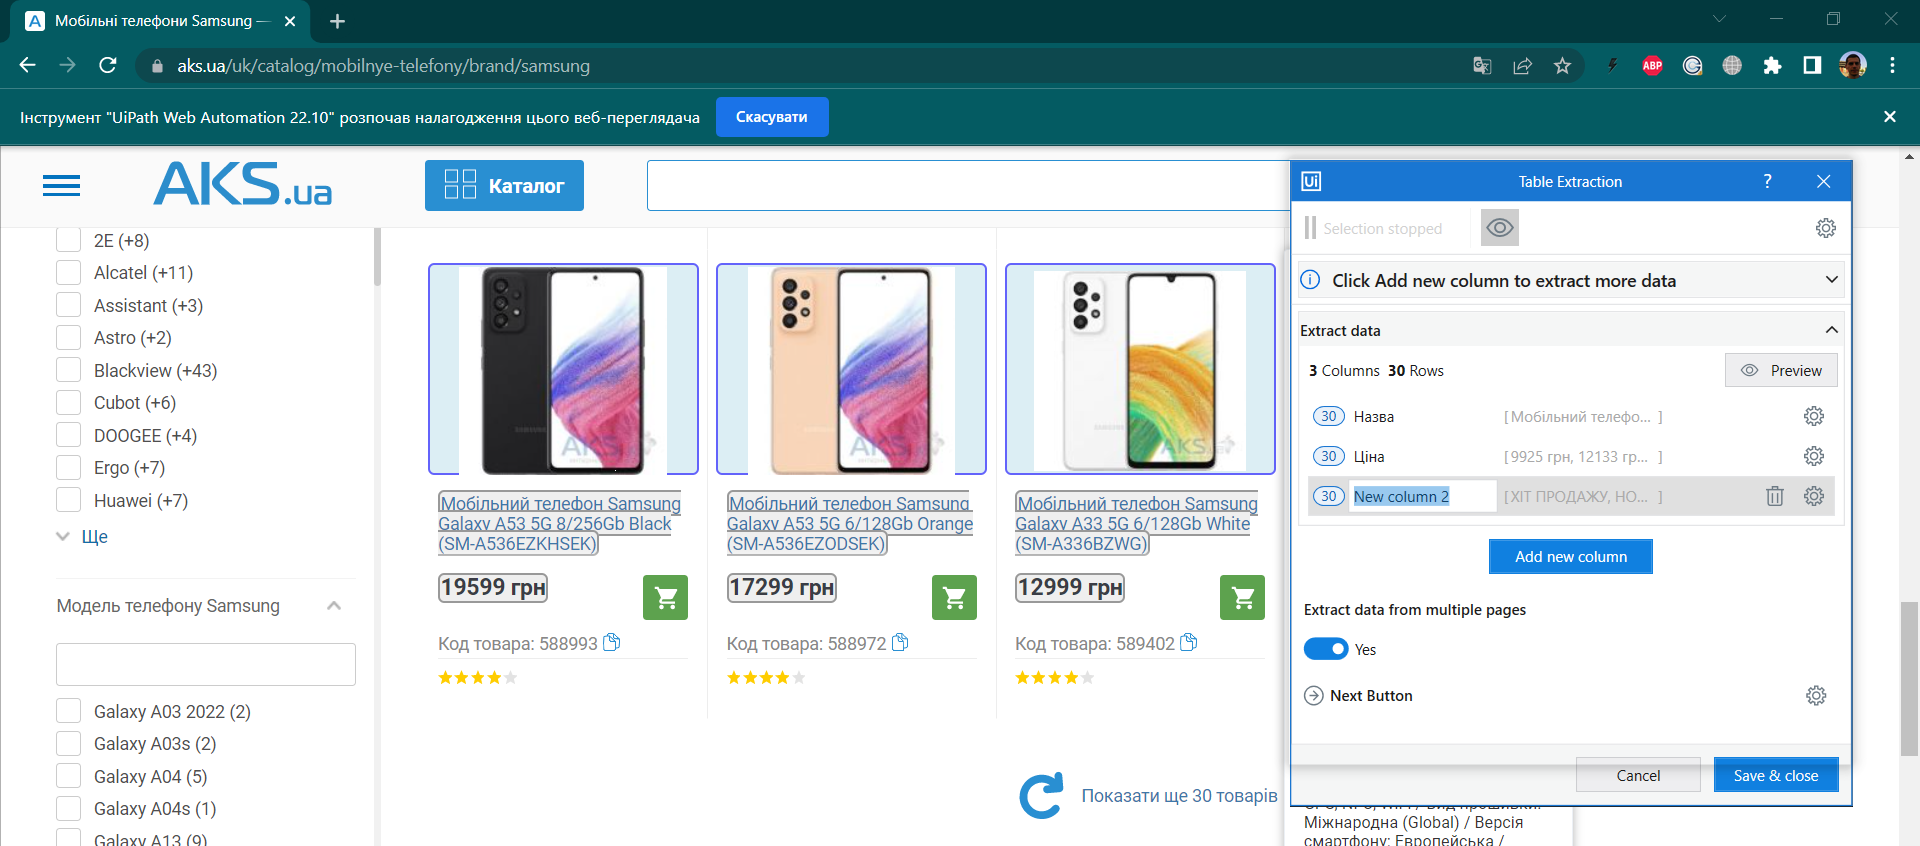 Мобільні телефони Samsung —
aks.ua/uk/catalog/mobilnye-telefony/brand/samsung
ABP
Інструмент "UiPath Web Automation 22.10" розпочав налагодження цього веб-переглядача
Скасувати
AKS.ua
Каталог
2E (+8)
Alcatel (+11)
Assistant (+3)
Astro (+2)
Blackview (+43)
Cubot (+6)
DOOGEE (+4)
Ergo (+7)
Huawei (+7)
Ще
Модель телефону Samsung
Galaxy A03 2022 (2)
Galaxy A03s (2)
Galaxy A04 (5)
Galaxy A04s (1)
Galaxy A13 (9)
AKS
Мобільний телефон Samsung
Galaxy A53 5G 8/256Gb Black
(SM-A536EZKHSEK)
19599 грн
Код товара: 588993
AKS
Мобільний телефон Samsung
Galaxy A53 5G 6/128Gb Orange
(SM-A536EZODSEK)
17299 грн
Код товара: 588972
AKS
Мобільний телефон Samsung
Galaxy A33 5G 6/128Gb White
(SM-A336BZWG)
12999 грн
Код товара: 589402
Показати ще 30 товарів
Ui
Table Extraction
?
Selection stopped
Click Add new column to extract more data
Extract data
3 Columns 30 Rows
Preview
30 Назва [Мобільний телефо... ]
30 Ціна [9925 грн, 12133 гр... ]
30 New column 2 [ХІТ ПРОДАЖУ, НО... ]
Add new column
Extract data from multiple pages
Yes
Next Button
Cancel
Save & close
Міжнародна (Global) / Версія
смартфону: Европейська /